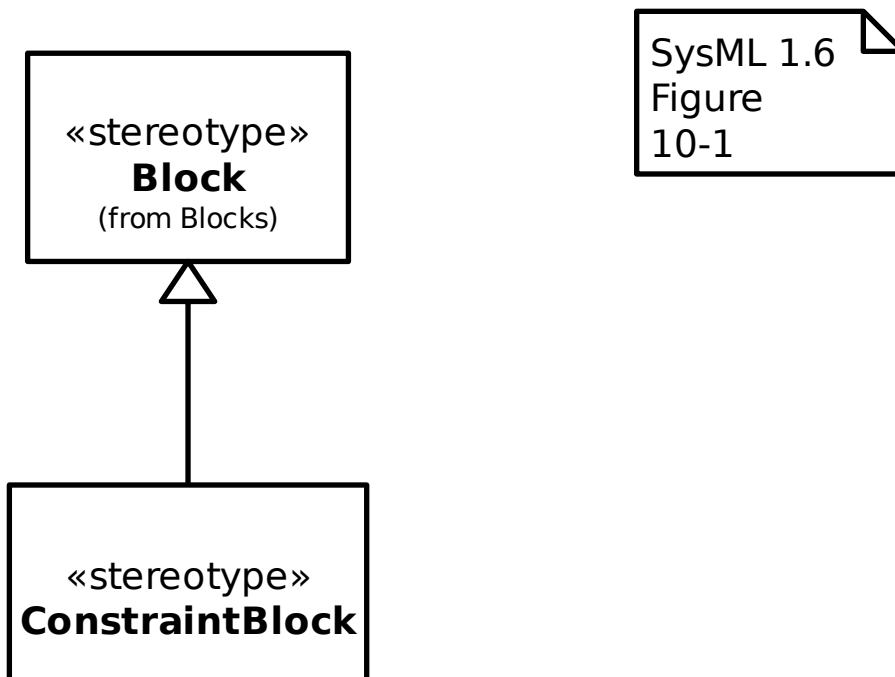 «stereotype»
Block
(from Blocks)
SysML 1.6
Figure
10-1
«stereotype»
ConstraintBlock